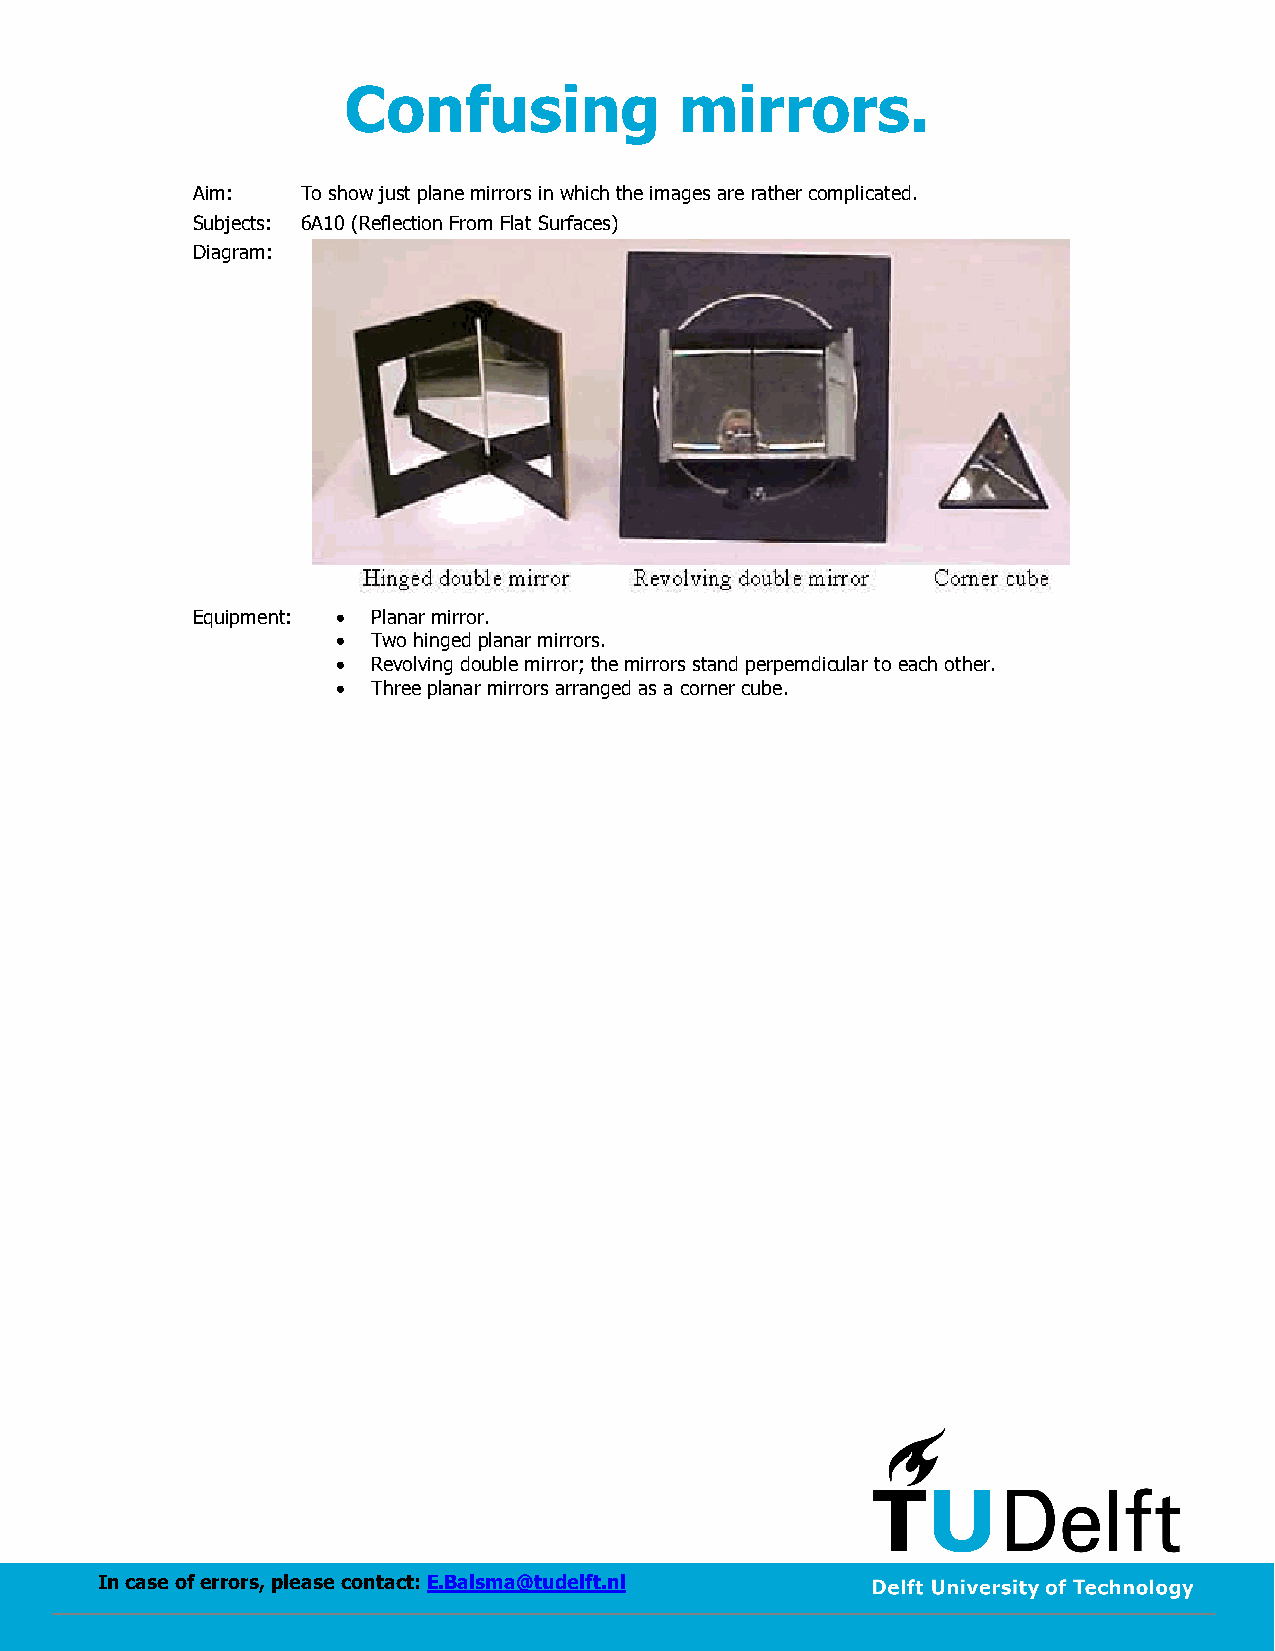 Confusing mirrors.
Aim: To show just plane mirrors in which the images are rather complicated.
Subjects: 6A10 (Reflection From Flat Surfaces)
Diagram:
Hinged double mirror Revolving double mirror Corner cube
Equipment: • Planar mirror.
• Two hinged planar mirrors.
• Revolving double mirror; the mirrors stand perpemdicular to each other.
• Three planar mirrors arranged as a corner cube.
TUDelft
In case of errors, please contact: E.Balsma@tudelft.nl
Delft University of Technology